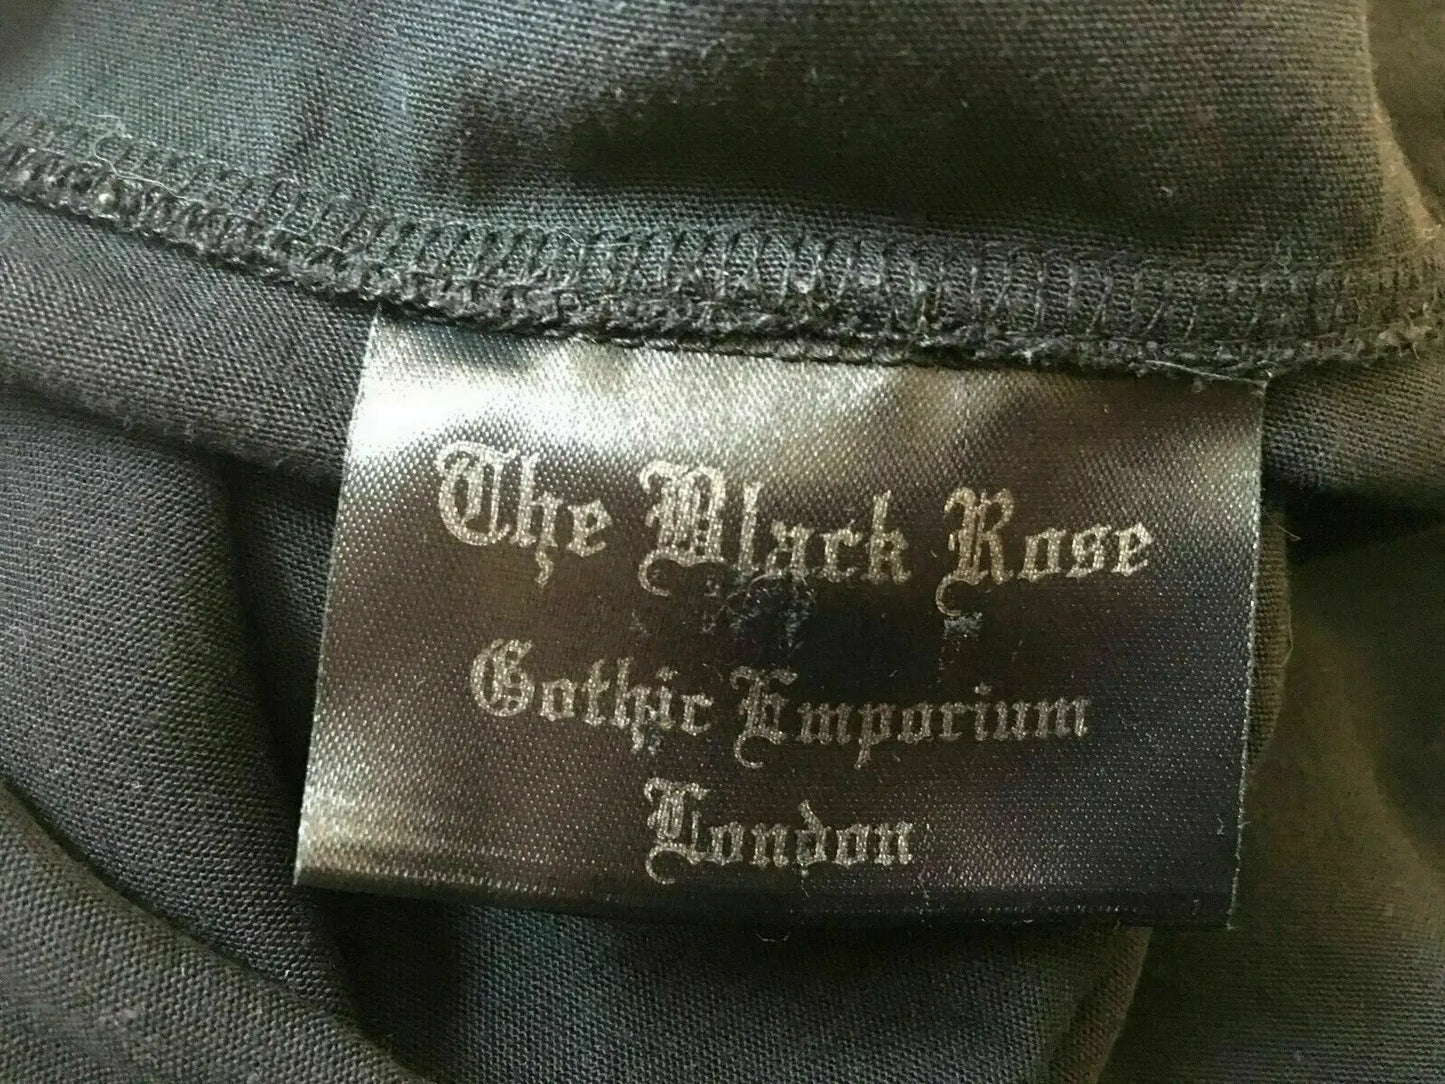 The Black Rose
Gothic Emporium
London